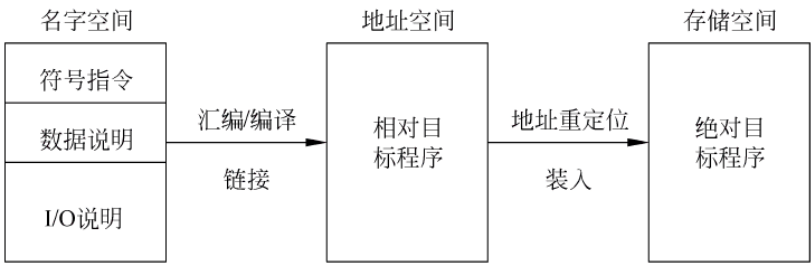 名字空间
地址空间
存储空间
符号指令
数据说明
I/O说明
汇编/编译
链接
相对目
标程序
地址重定位
装入
绝对目
标程序